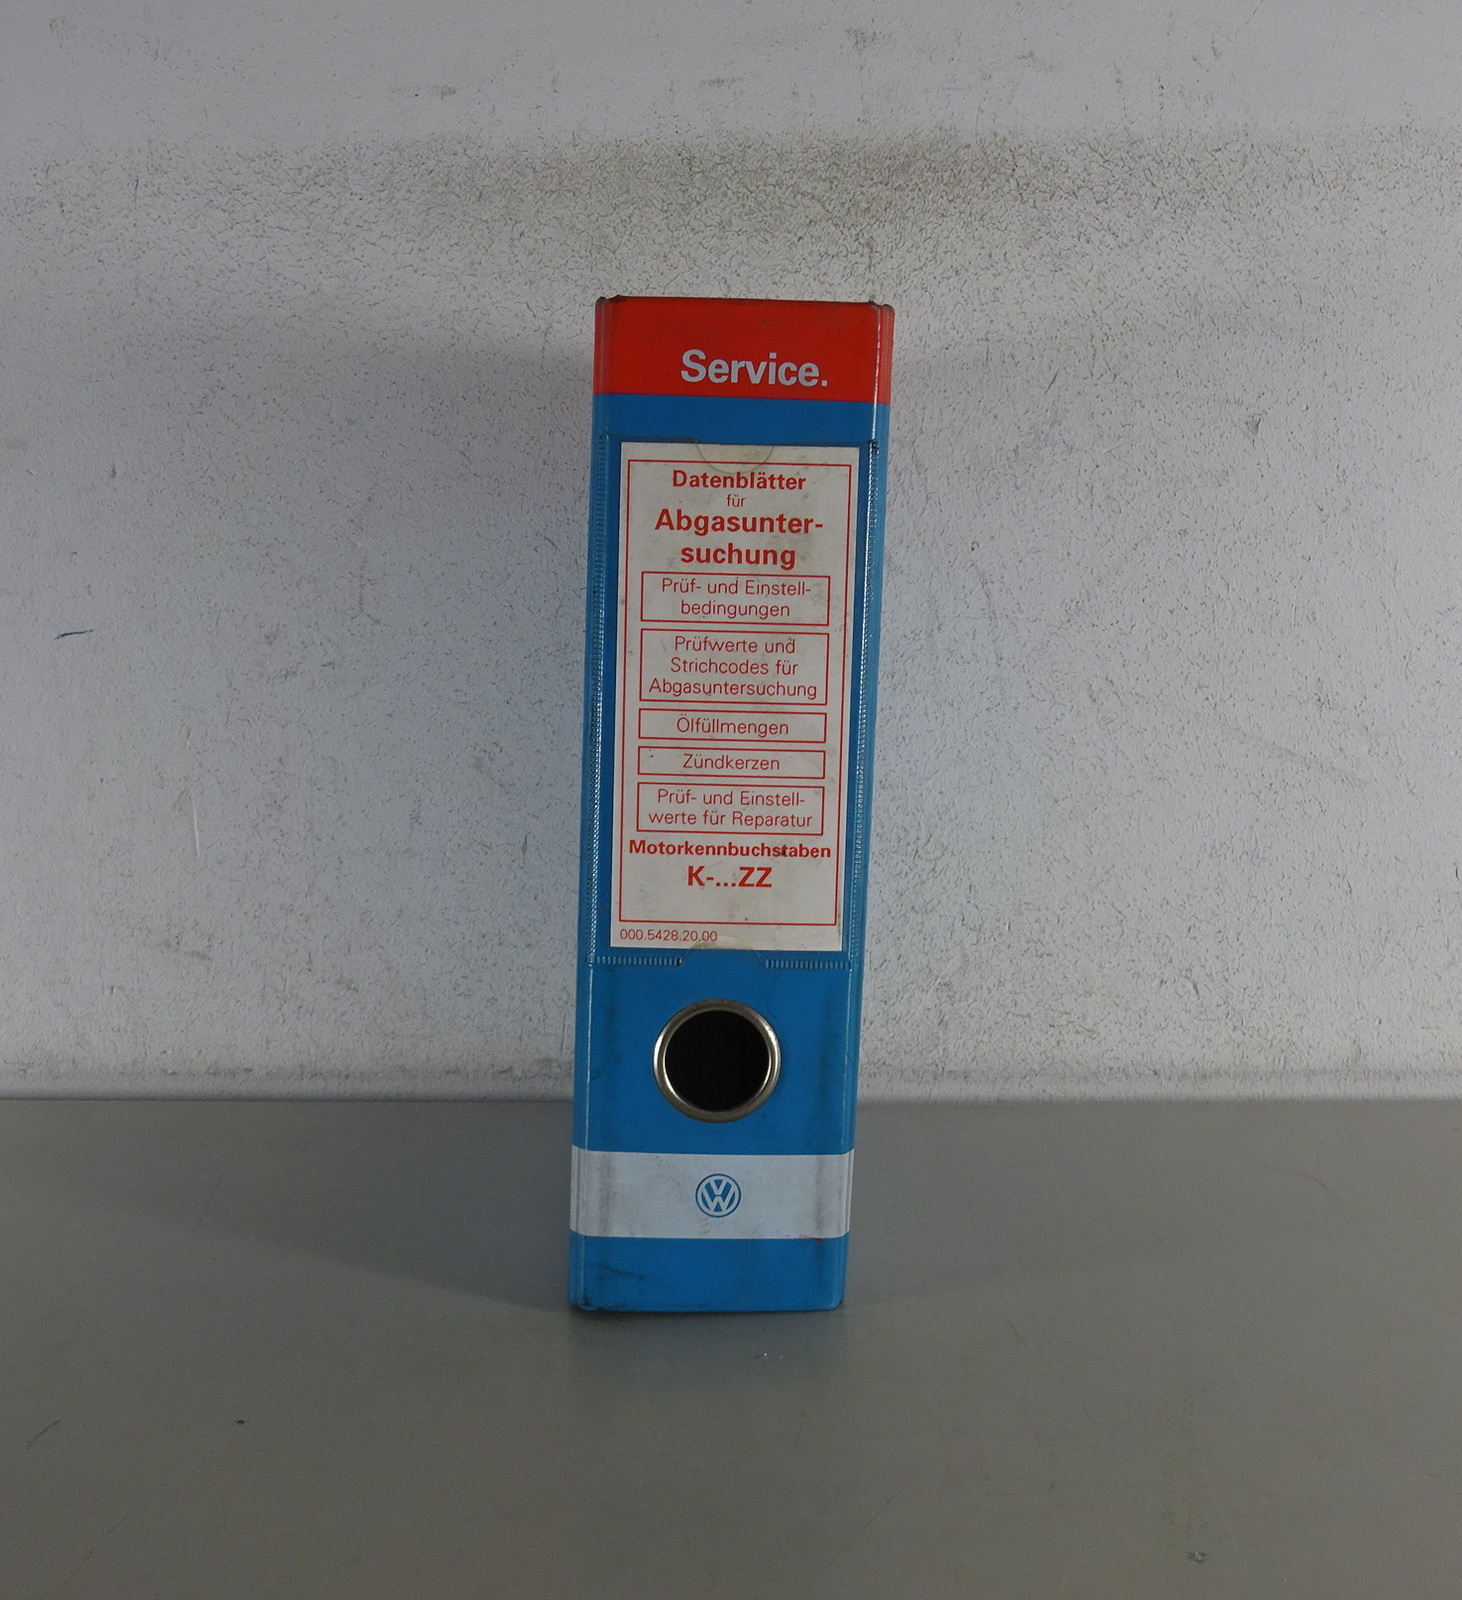 Service.
Datenblätter
für
Abgasunter-
suchung
Prüf- und Einstell-
bedingungen
Prüfwerte und
Strichcodes für
Abgasuntersuchung
Ölfüllmengen
Zündkerzen
Prüf- und Einstell-
werte für Reparatur
Motorkennbuchstaben
K-...ZZ
000.5428.20.00
VW